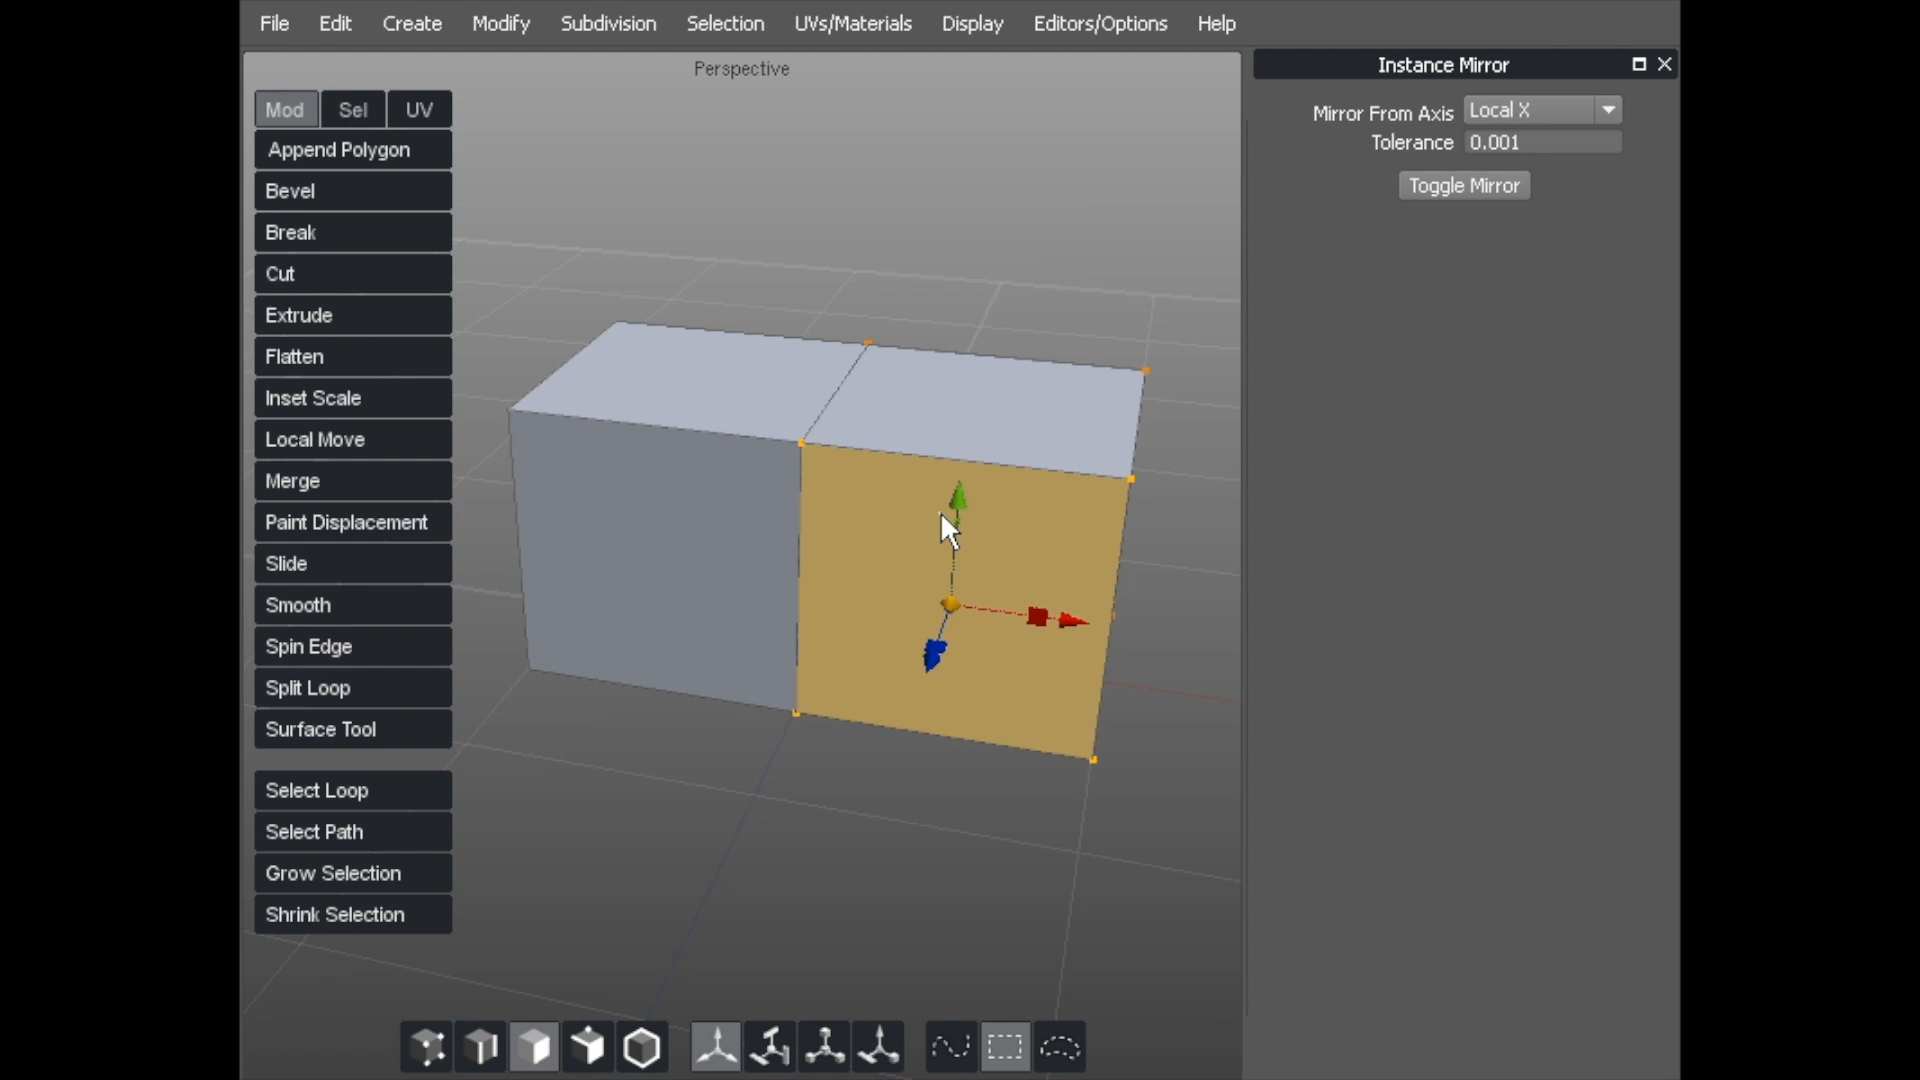 File Edit Create Modify Subdivision Selection UVs/Materials Display Editors/Options Help
Perspective
Instance Mirror
Mod Sel UV
Mirror From Axis Local X
Tolerance 0.001
Toggle Mirror
Append Polygon
Bevel
Break
Cut
Extrude
Flatten
Inset Scale
Local Move
Merge
Paint Displacement
Slide
Smooth
Spin Edge
Split Loop
Surface Tool
Select Loop
Select Path
Grow Selection
Shrink Selection